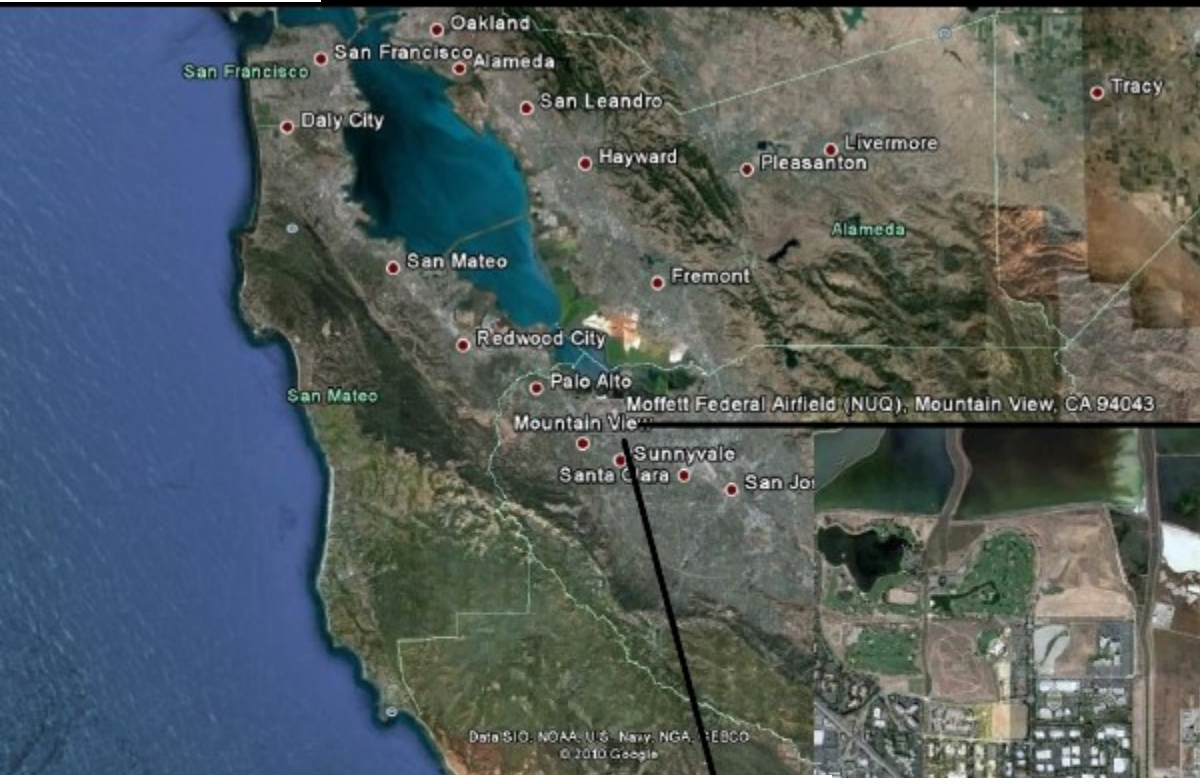 Oakland
San Francisco
San Francisco
Alameda
Tracy
San Leandro
Daly City
Livermore
Hayward
Pleasanton
Alameda
San Mateo
Fremont
Redwood City
Palo Alto
San Mateo
Moffett Federal Airfield (NUQ), Mountain View, CA 94043
Mountain View
Sunnyvale
Santa Clara
San Jo
Data SIO, NOAA, U.S. Navy, NGA, GEBCO
© 2010 Google